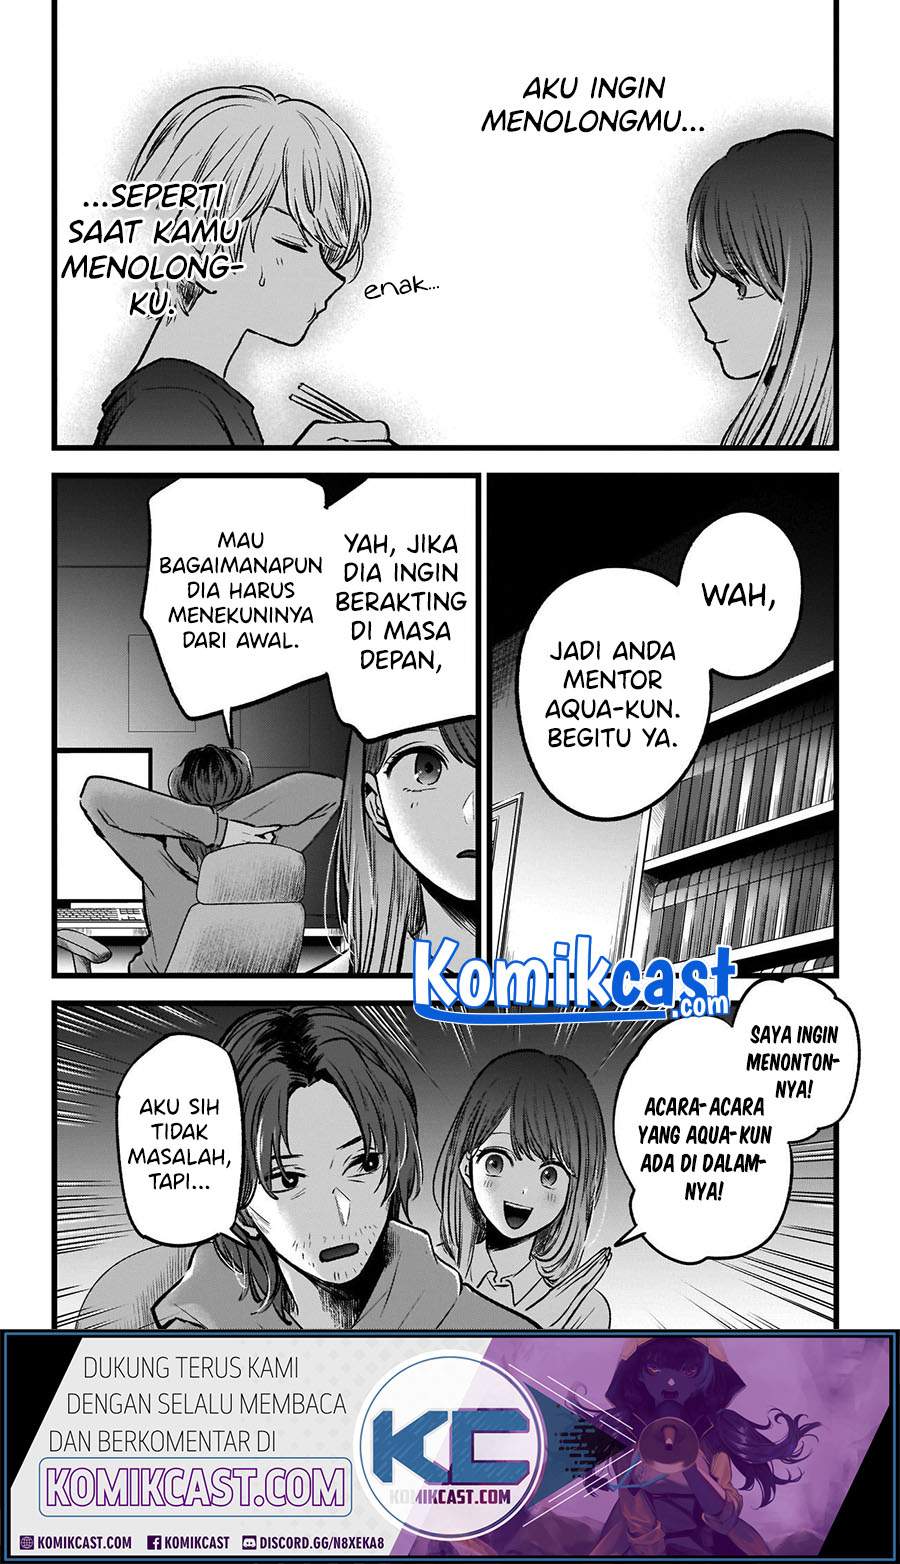 AKU INGIN
MENOLONGMU...
...SEPERTI
SAAT KAMU
MENOLONG-
KU.
enak...
WAH,
JADI ANDA
MENTOR
AQUA-KUN.
BEGITU YA.
YAH, JIKA
DIA INGIN
BERAKTING
DI MASA
DEPAN,
MAU
BAGAIMANAPUN
DIA HARUS
MENEKUNINYA
DARI AWAL.
Komikcast
.com
SAYA INGIN
MENONTON-
NYA!
ACARA-ACARA
YANG AQUA-KUN
ADA DI DALAM-
NYA!
AKU SIH
TIDAK
MASALAH,
TAPI...
DUKUNG TERUS KAMI
DENGAN SELALU MEMBACA
DAN BERKOMENTAR DI
KOMIKCAST.COM
KC
KOMIKCAST.COM
KOMIKCAST.COM
KOMIKCAST
DISCORD.GG/N8XEKA8